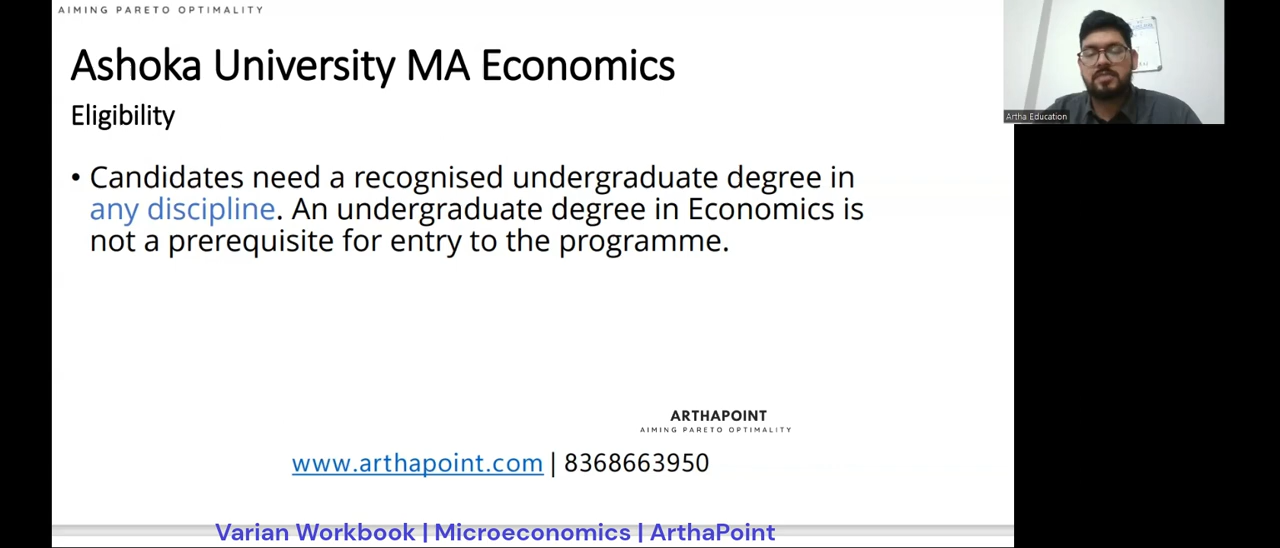 AIMING PARETO OPTIMALITY
Ashoka University MA Economics
Eligibility
• Candidates need a recognised undergraduate degree in
any discipline. An undergraduate degree in Economics is
not a prerequisite for entry to the programme.
Artha Education
ARTHAPOINT
AIMING PARETO OPTIMALITY
www.arthapoint.com | 8368663950
Varian Workbook | Microeconomics | ArthaPoint